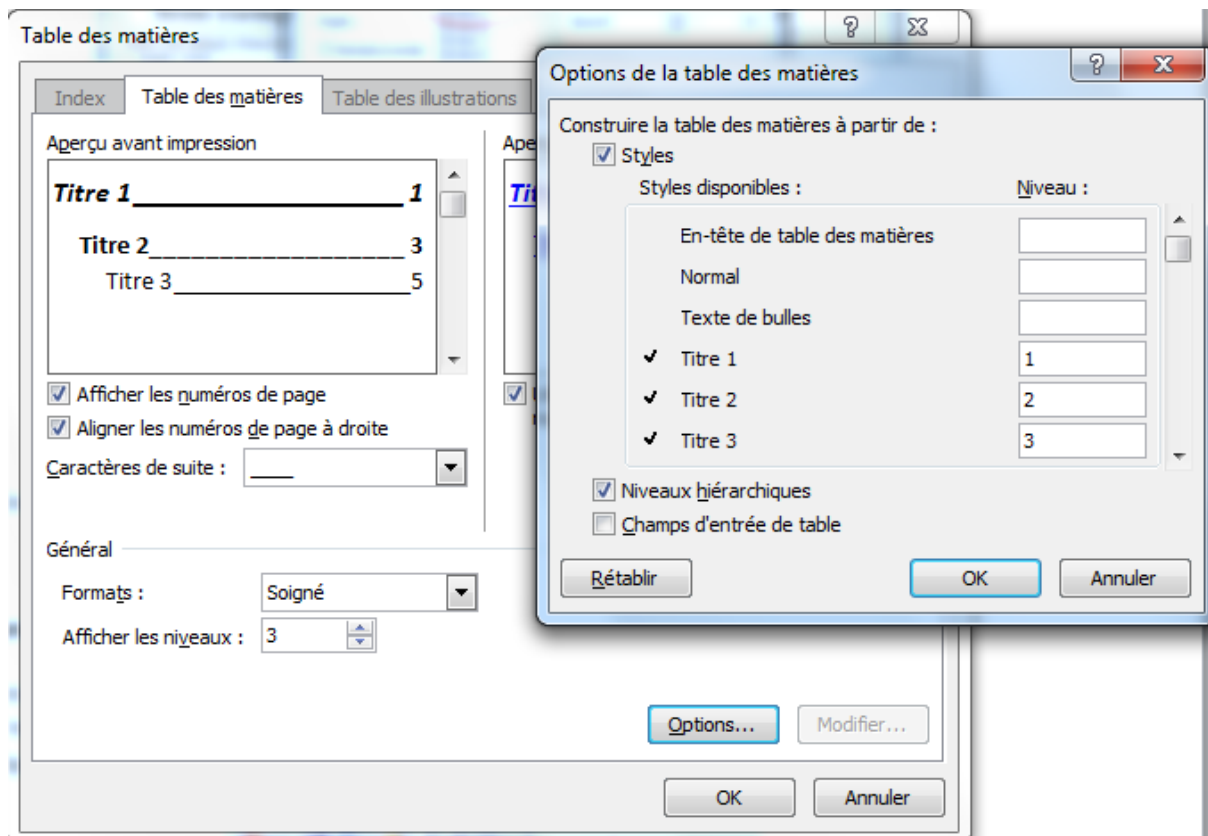 Table des matières
Index
Table des matières
Table des illustrations
Aperçu avant impression
Titre 1 1
Titre 2 3
Titre 3 5
Afficher les numéros de page
Aligner les numéros de page à droite
Caractères de suite : ____
Général
Formats : Soigné
Afficher les niveaux : 3
Options...
Modifier...
OK
Annuler
Options de la table des matières
Construire la table des matières à partir de :
Styles
Styles disponibles : Niveau :
En-tête de table des matières
Normal
Texte de bulles
Titre 1 1
Titre 2 2
Titre 3 3
Niveaux hiérarchiques
Champs d'entrée de table
Rétablir
OK
Annuler